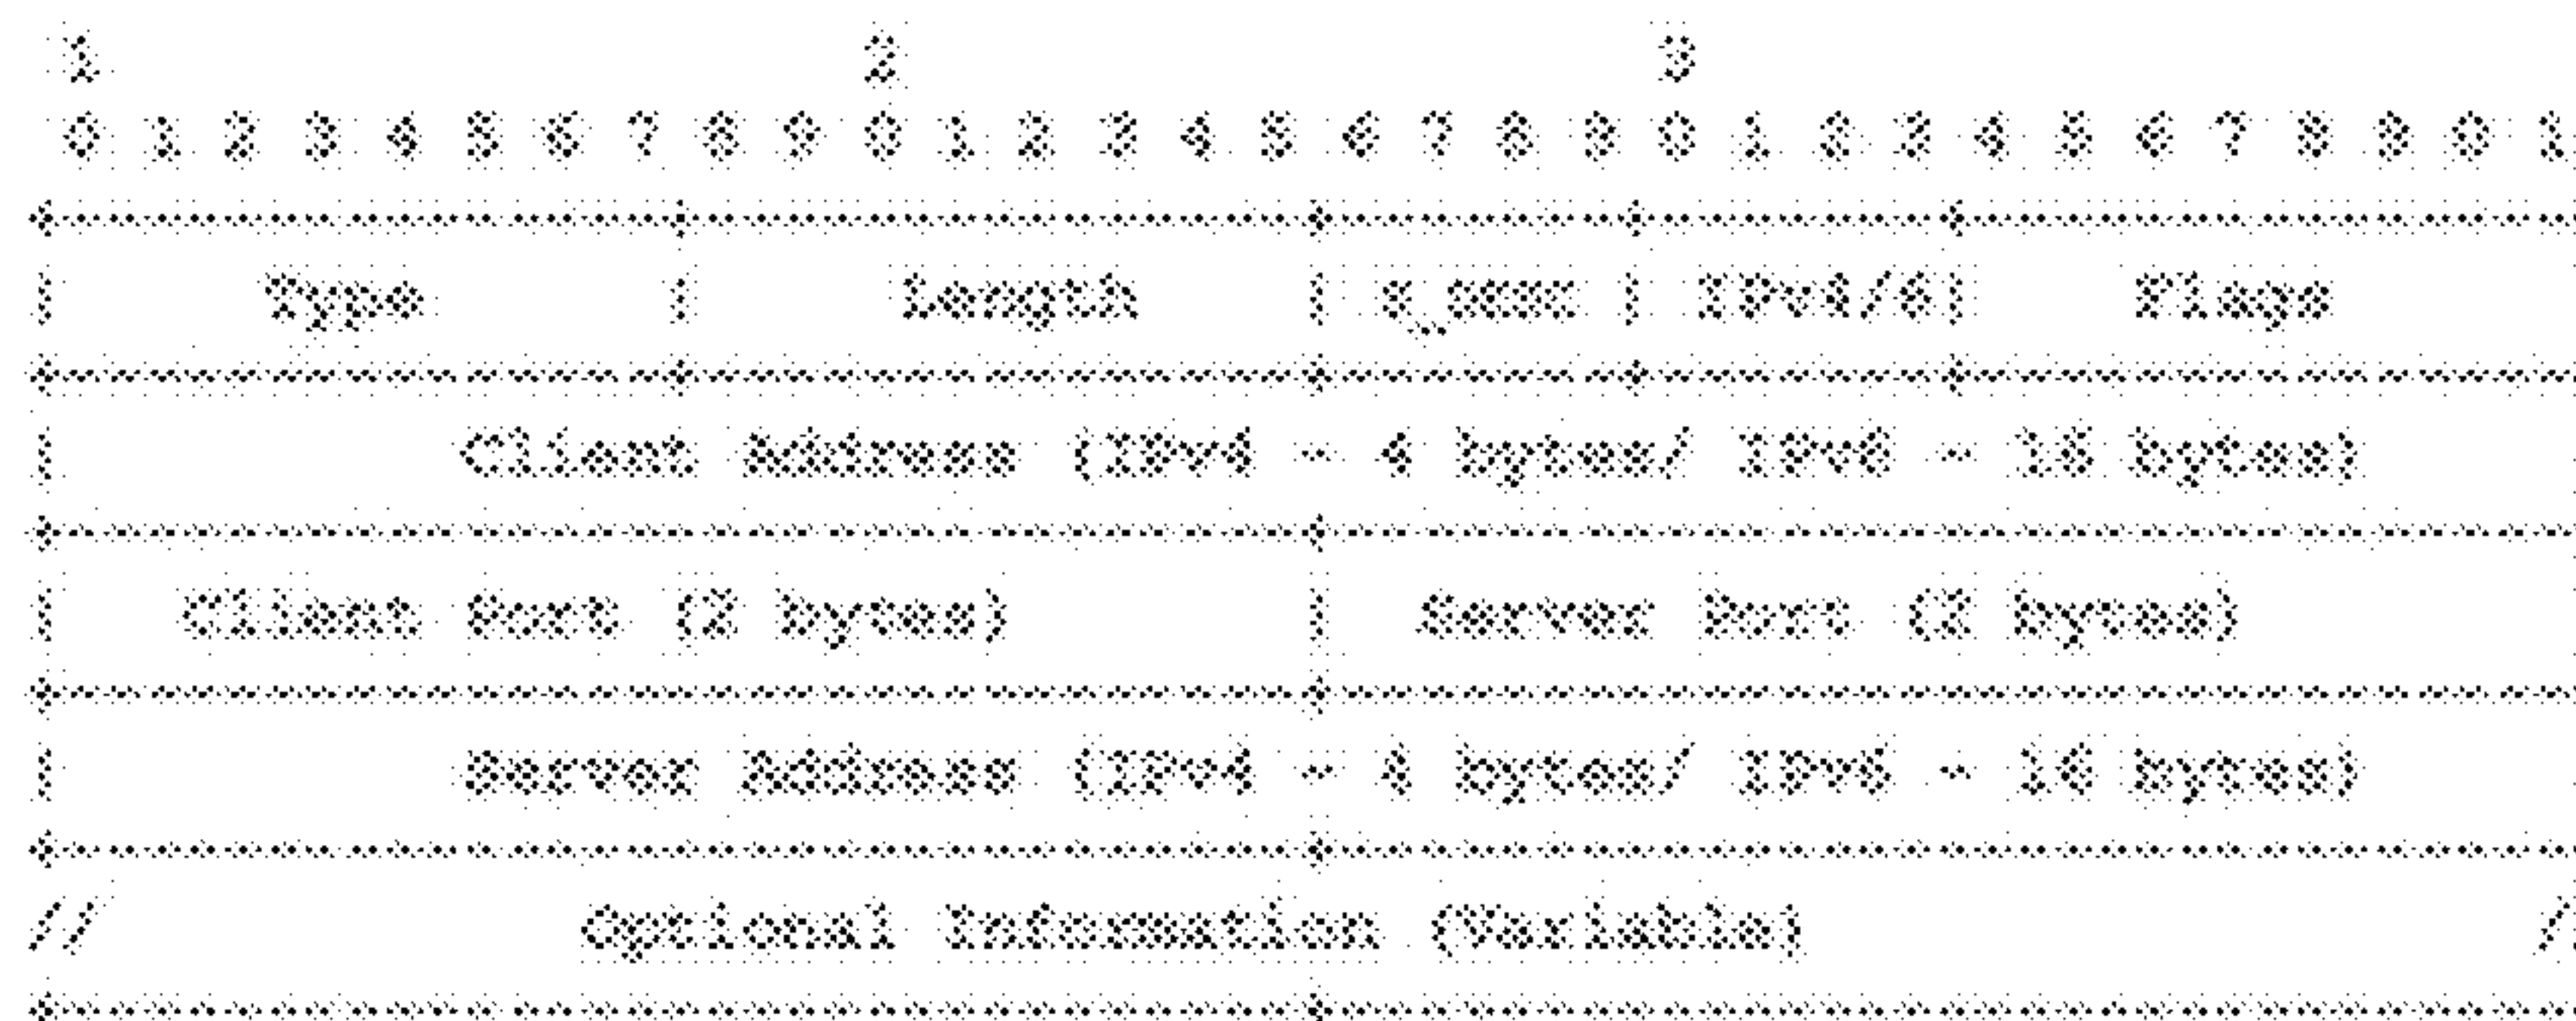 1 2 3
0 1 2 3 4 5 6 7 8 9 0 1 2 3 4 5 6 7 8 9 0 1 2 3 4 5 6 7 8 9 0 1
| Type | Length | | IPv4/6| Flags
| Client Address (IPv4 - 4 bytes/ IPv6 - 16 bytes)
| Client Port (2 bytes) | Server Port (2 bytes)
| Server Address (IPv4 - 4 bytes/ IPv6 - 16 bytes)
// Optional Information (Variable) /